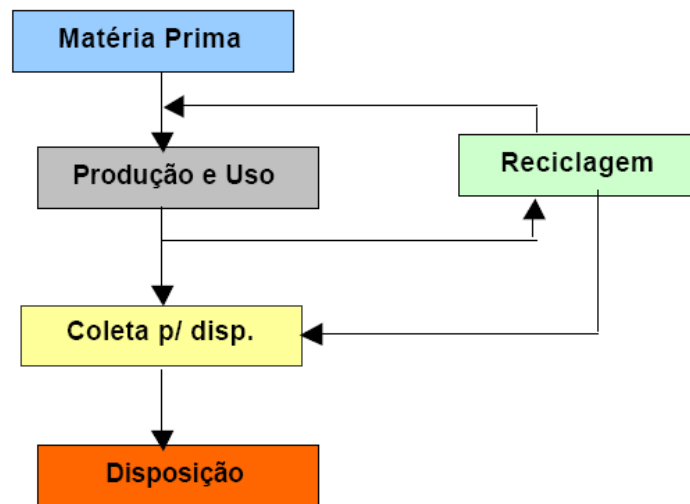 Matéria Prima
Produção e Uso
Reciclagem
Coleta p/ disp.
Disposição